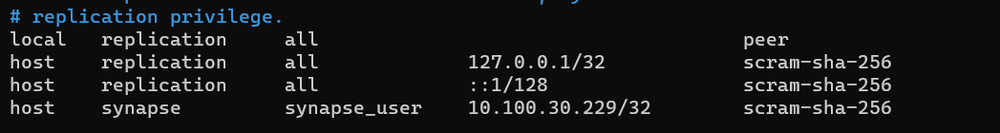 # replication privilege.
local   replication     all                                     peer
host    replication     all             127.0.0.1/32            scram-sha-256
host    replication     all             ::1/128                 scram-sha-256
host    synapse         synapse_user    10.100.30.229/32        scram-sha-256